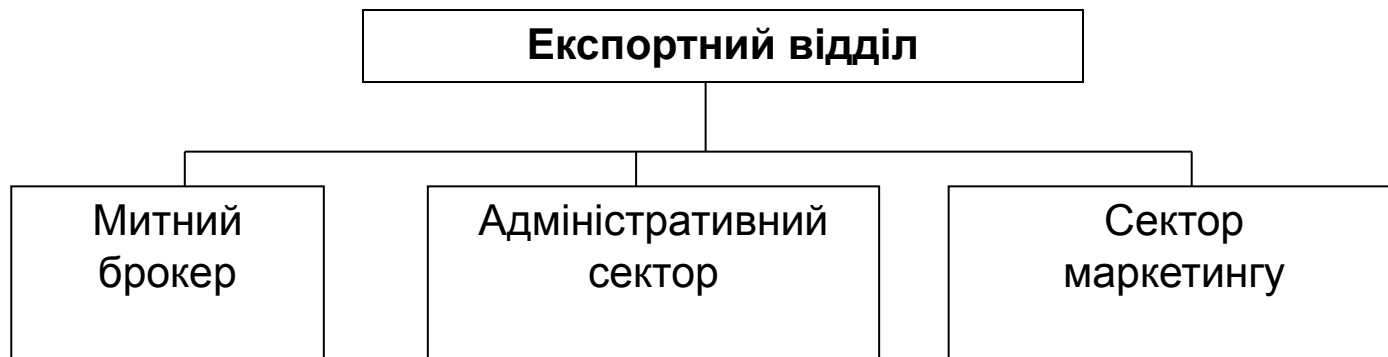 Експортний відділ
Митний
брокер
Адміністративний
сектор
Сектор
маркетингу